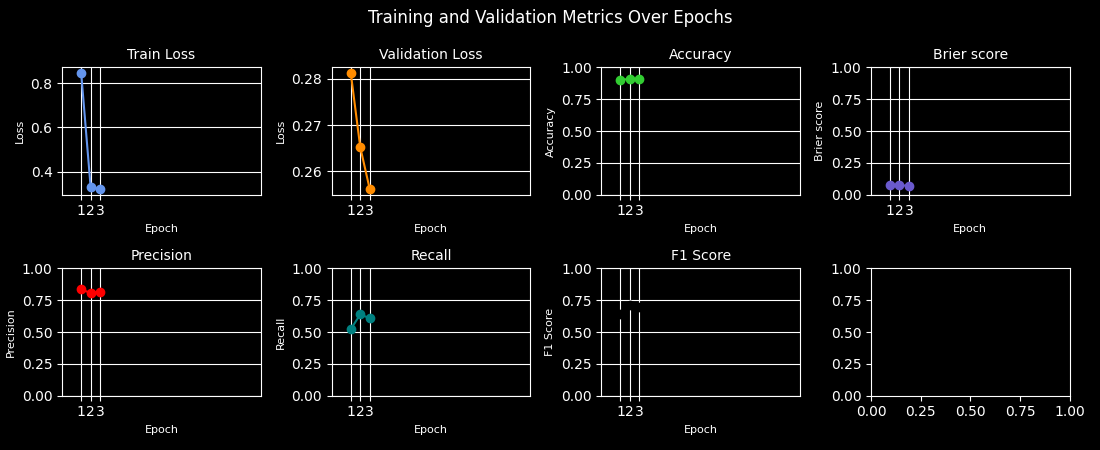 Training and Validation Metrics Over Epochs
Train Loss
Loss
0.8
0.6
0.4
123
Epoch
Validation Loss
Loss
0.28
0.27
0.26
123
Epoch
Accuracy
Accuracy
1.00
0.75
0.50
0.25
0.00
123
Epoch
Brier score
Brier score
1.00
0.75
0.50
0.25
0.00
123
Epoch
Precision
Precision
1.00
0.75
0.50
0.25
0.00
123
Epoch
Recall
Recall
1.00
0.75
0.50
0.25
0.00
123
Epoch
F1 Score
F1 Score
1.00
0.75
0.50
0.25
0.00
123
Epoch
1.00
0.75
0.50
0.25
0.00
0.00 0.25 0.50 0.75 1.00